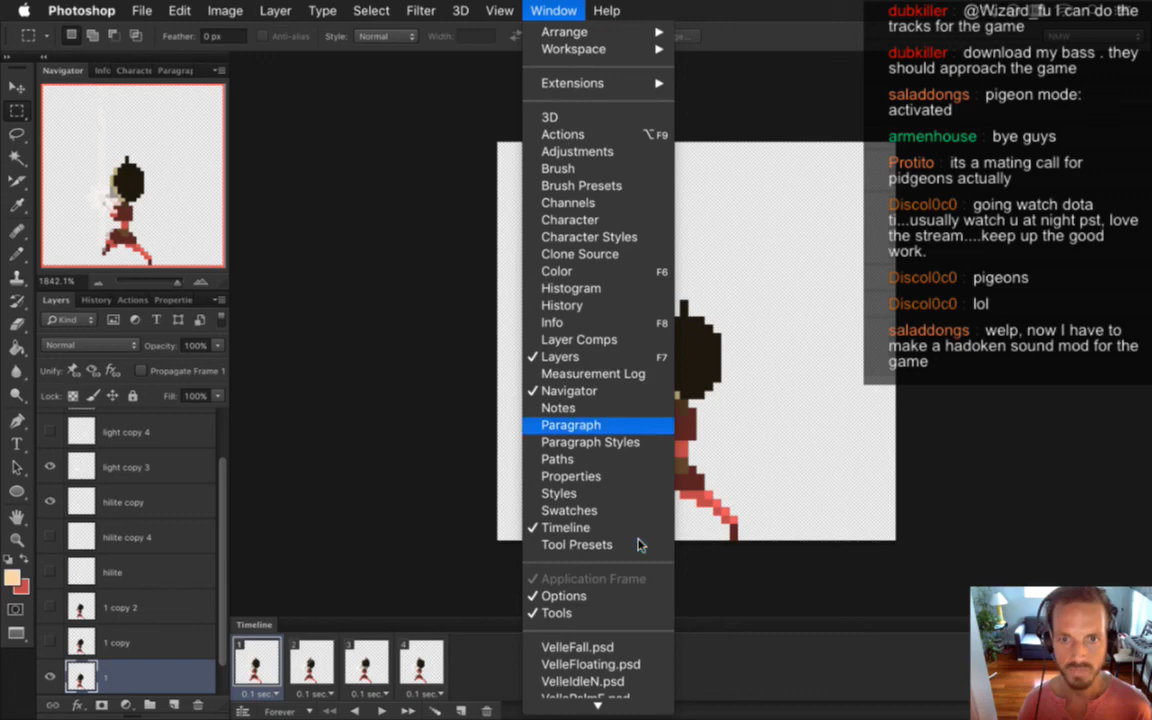 Photoshop File Edit Image Layer Type Select Filter 3D View Window Help
Feather: 0 px Anti-alias Style: Normal Width:
Navigator Info Characte Paragraj
1842.1%
Layers History Actions Propertie
Kind
Normal Opacity: 100%
Unify: Propagate Frame 1
Lock: Fill: 100%
light copy 4
light copy 3
hilite copy
hilite copy 4
hilite
1 copy 2
1 copy
1
Arrange
Workspace
Extensions
3D
Actions ⌥F9
Adjustments
Brush
Brush Presets
Channels
Character
Character Styles
Clone Source
Color F6
Histogram
History
Info F8
Layer Comps
✓ Layers F7
Measurement Log
✓ Navigator
Notes
Paragraph
Paragraph Styles
Paths
Properties
Styles
Swatches
✓ Timeline
Tool Presets
✓ Application Frame
✓ Options
✓ Tools
VelleFall.psd
VelleFloating.psd
VelleIdleN.psd
Timeline
1 2 3 4
0.1 sec. 0.1 sec. 0.1 sec. 0.1 sec.
Forever
dubkiller : @Wizard_fu I can do the
tracks for the game
dubkiller : download my bass . they
should approach the game
saladdongs : pigeon mode:
activated
armenhouse : bye guys
Protito : its a mating call for
pidgeons actually
Discol0c0 : going watch dota
ti...usually watch u at night pst, love
the stream....keep up the good
work.
Discol0c0 : pigeons
Discol0c0 : lol
saladdongs : welp, now I have to
make a hadoken sound mod for the
game